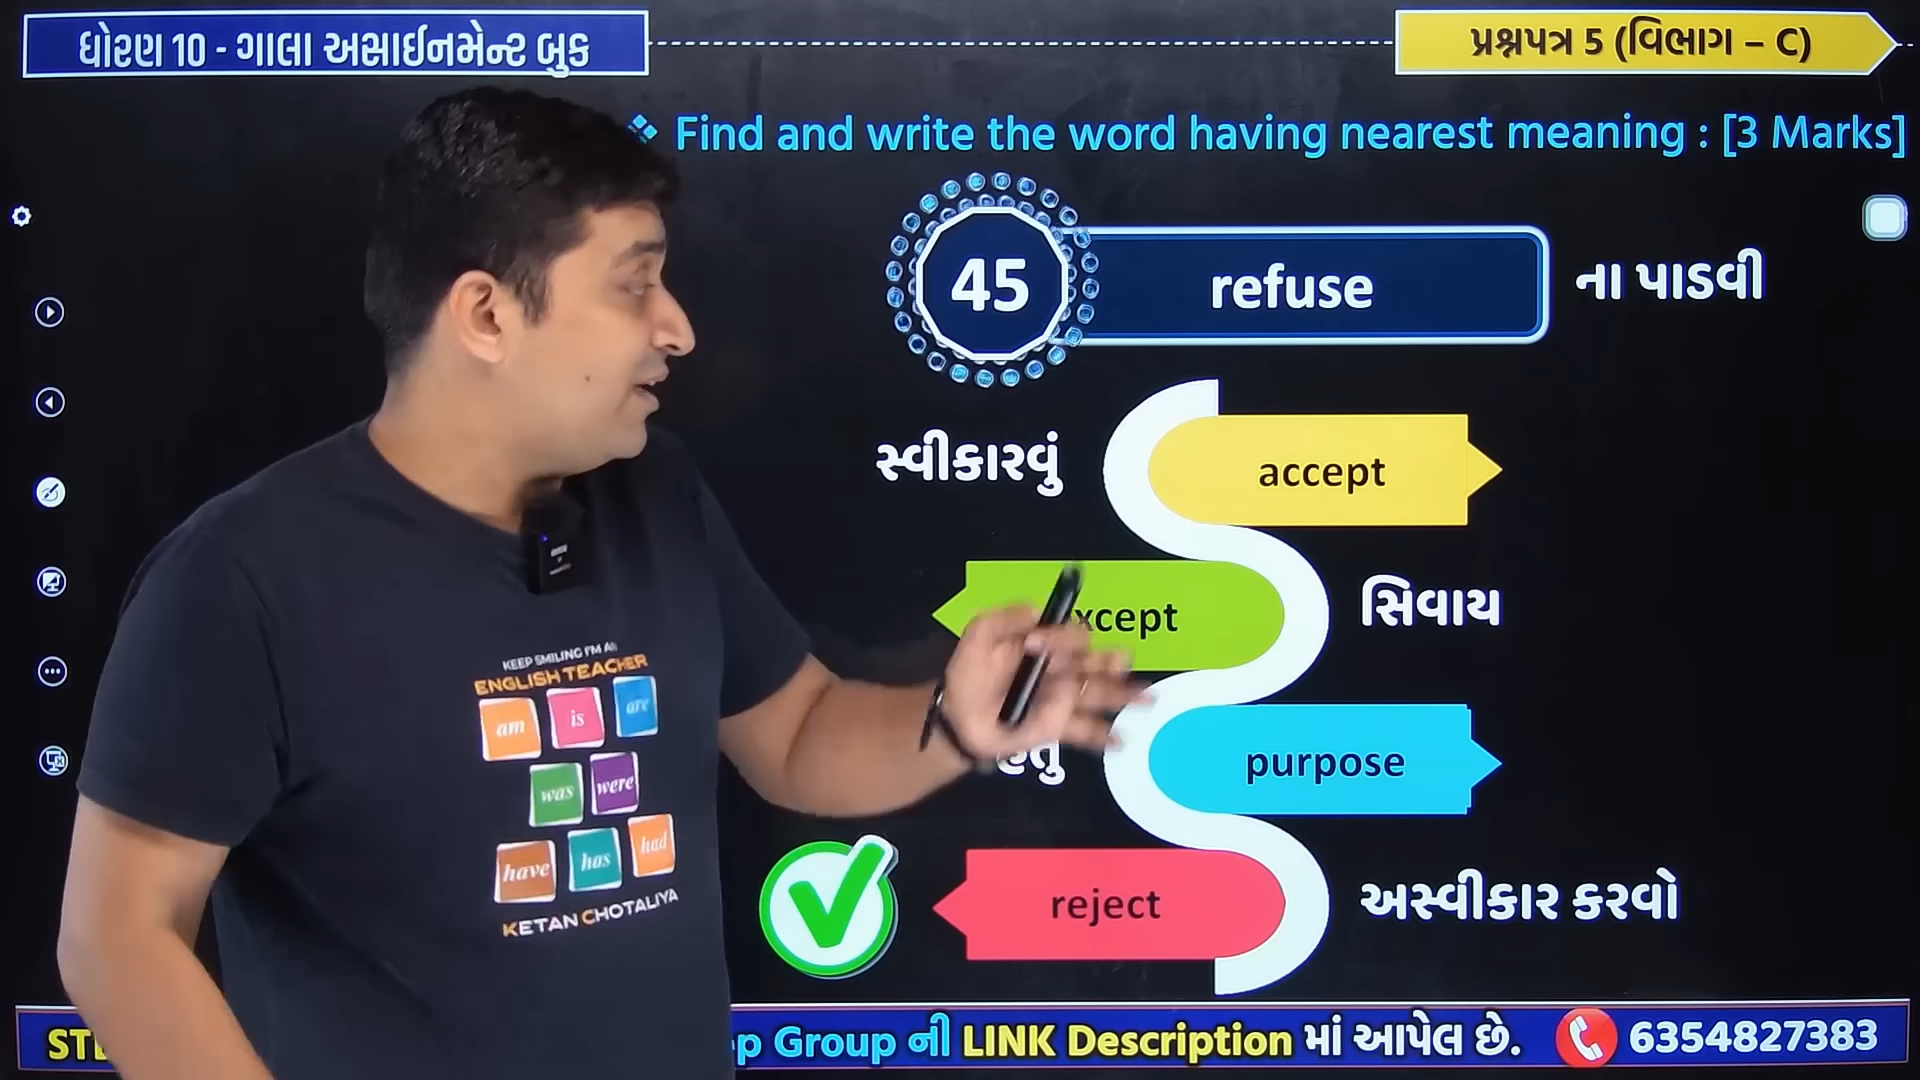 ધોરણ 10 - ગાલા અસાઈનમેન્ટ બુક
પ્રશ્નપત્ર 5 (વિભાગ – C)
❖ Find and write the word having nearest meaning : [3 Marks]
45
refuse
ના પાડવી
સ્વીકારવું
accept
સિવાય
purpose
reject
અસ્વીકાર કરવો
KEEP SMILING I'M AN
ENGLISH TEACHER
am is are
was were
have has had
KETAN CHOTALIYA
Group ની LINK Description માં આપેલ છે.
6354827383